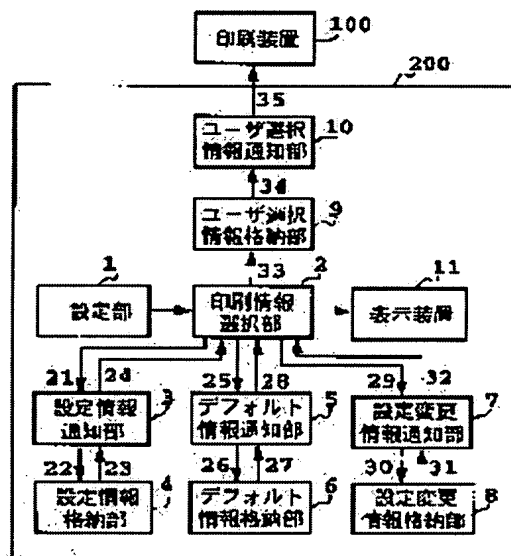 印刷装置
100
200
35
ユーザ選択
情報通知部
10
34
ユーザ選択
情報格納部
9
33
1
設定部
2
印刷情報
選択部
11
表示装置
21
24
25
28
29
32
設定情報
通知部
3
デフォルト
情報通知部
5
設定変更
情報通知部
7
22
23
26
27
30
31
設定情報
格納部
4
デフォルト
情報格納部
6
設定変更
情報格納部
8